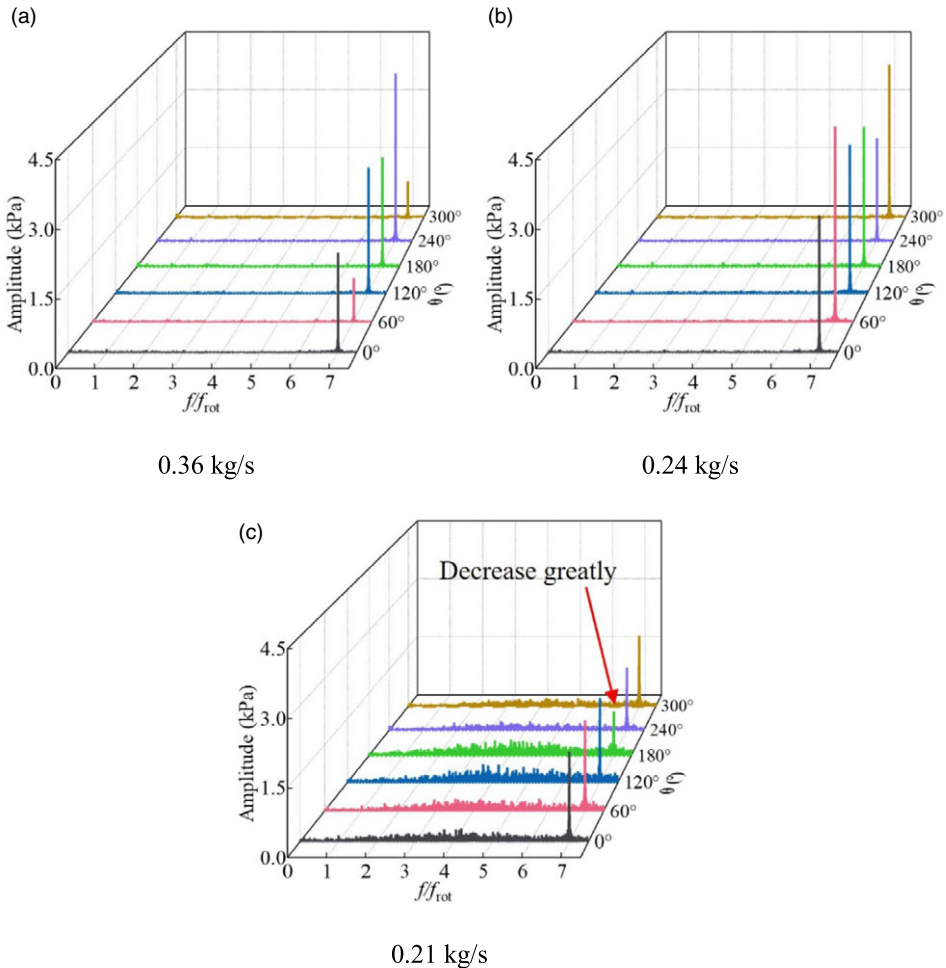 (a)
4.5
3.0
1.5
0.0
Amplitude (kPa)
0 1 2 3 4 5 6 7
f/frot
300°
240°
180°
120°
60°
0°
θ (°)
0.36 kg/s
(b)
4.5
3.0
1.5
0.0
Amplitude (kPa)
0 1 2 3 4 5 6 7
f/frot
300°
240°
180°
120°
60°
0°
θ (°)
0.24 kg/s
(c)
Decrease greatly
4.5
3.0
1.5
0.0
Amplitude (kPa)
0 1 2 3 4 5 6 7
f/frot
300°
240°
180°
120°
60°
0°
θ (°)
0.21 kg/s